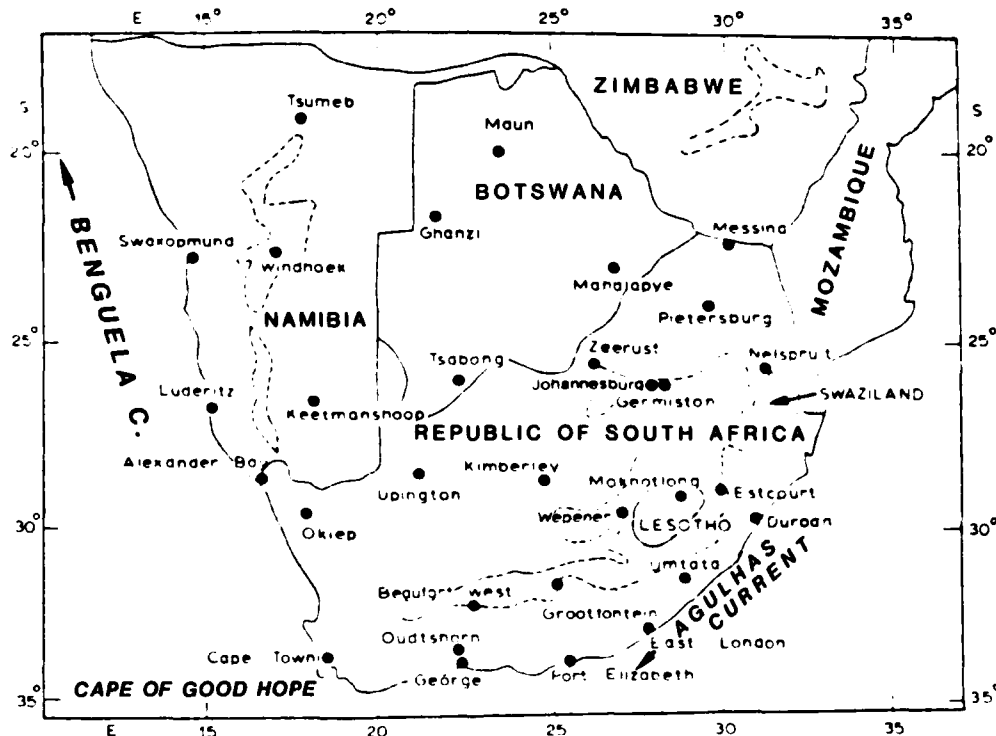 E 15° 20° 25° E 30° 35°
S
S
ZIMBABWE
Tsumeb
Maun
20°
20°
BOTSWANA
MOZAMBIQUE
BENGUELA C.
Ghanzi
Messina
Swakopmund
Windhoek
Mahalapye
Pietersburg
NAMIBIA
25°
25°
Zeerust
Nelspruit
Tsabong
Johannesburg
Germiston
SWAZILAND
Luderitz
Keetmanshoop
REPUBLIC OF SOUTH AFRICA
Alexander Bay
Kimberley
Upington
Mokhotlong
Estcourt
Wepener
LESOTHO
Durban
30°
30°
Okiep
Umtata
AGULHAS CURRENT
Beaufort West
Grootfontein
Oudtshorn
East London
Cape Town
George
Port Elizabeth
CAPE OF GOOD HOPE
35°
35°
E 15 20 25 E 30 35